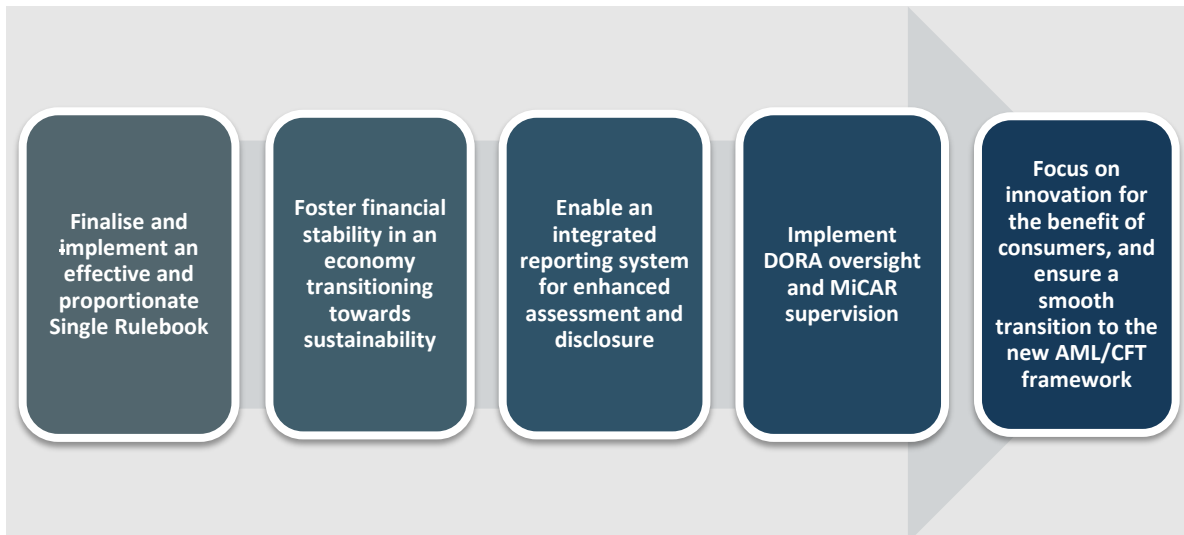 Finalise and
implement an
effective and
proportionate
Single Rulebook
Foster financial
stability in an
economy
transitioning
towards
sustainability
Enable an
integrated
reporting system
for enhanced
assessment and
disclosure
Implement
DORA oversight
and MiCAR
supervision
Focus on
innovation for
the benefit of
consumers, and
ensure a
smooth
transition to the
new AML/CFT
framework